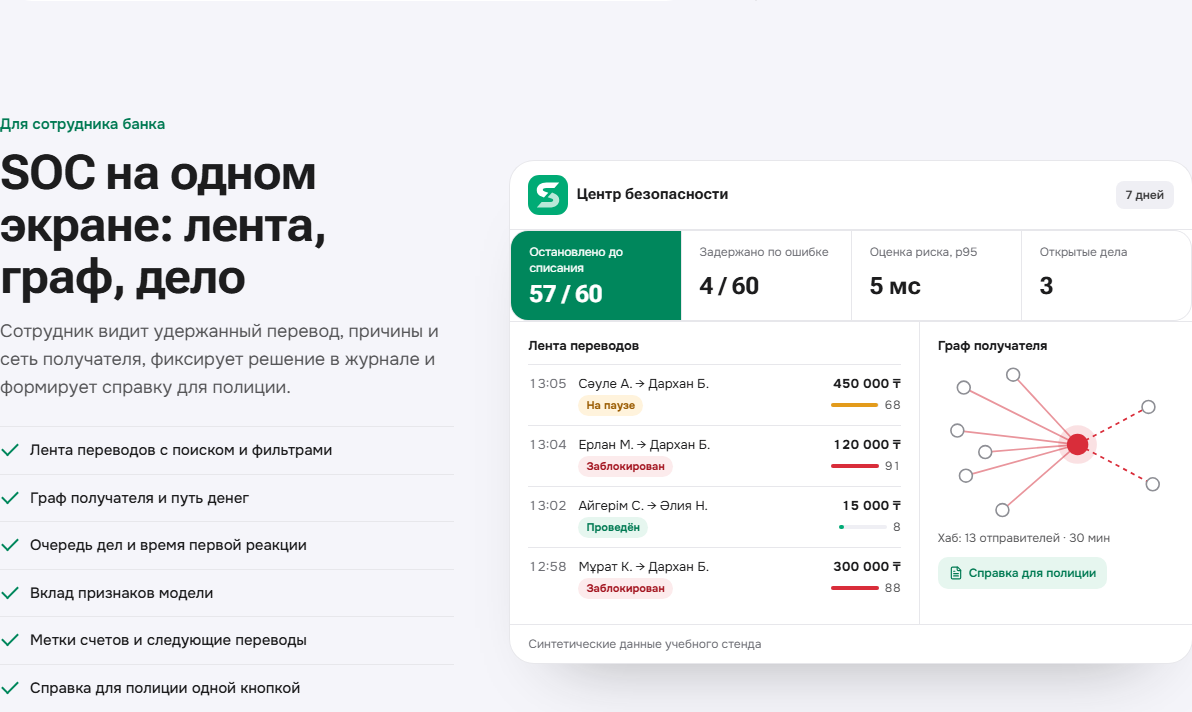 Для сотрудника банка
SOC на одном
экране: лента,
граф, дело
Сотрудник видит удержанный перевод, причины и
сеть получателя, фиксирует решение в журнале и
формирует справку для полиции.
Лента переводов с поиском и фильтрами
Граф получателя и путь денег
Очередь дел и время первой реакции
Вклад признаков модели
Метки счетов и следующие переводы
Справка для полиции одной кнопкой
Центр безопасности
7 дней
Остановлено до
списания
57 / 60
Задержано по ошибке
4 / 60
Оценка риска, p95
5 мс
Открытые дела
3
Лента переводов
13:05 Сәуле А. → Дархан Б. 450 000 ₸
На паузе 68
13:04 Ерлан М. → Дархан Б. 120 000 ₸
Заблокирован 91
13:02 Айгерім С. → Әлия Н. 15 000 ₸
Проведён 8
12:58 Мұрат К. → Дархан Б. 300 000 ₸
Заблокирован 88
Граф получателя
Хаб: 13 отправителей · 30 мин
Справка для полиции
Синтетические данные учебного стенда